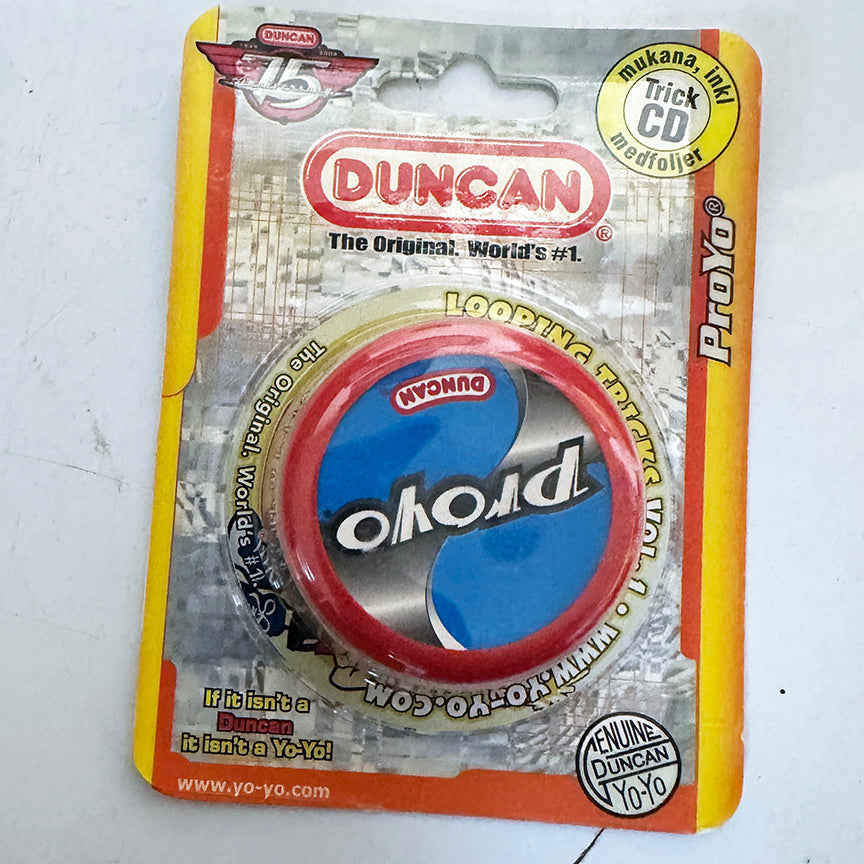 DUNCAN
75
mukana, inkl
Trick
CD
medföljer
DUNCAN®
The Original. World's #1.
ProYo®
LOOPING TRICKS VOL. 1 • WWW.YO-YO.COM
The Original. World's #1.
DUNCAN
proyo
If it isn't a
Duncan
it isn't a Yo-Yo!
GENUINE
DUNCAN
YO-YO
www.yo-yo.com